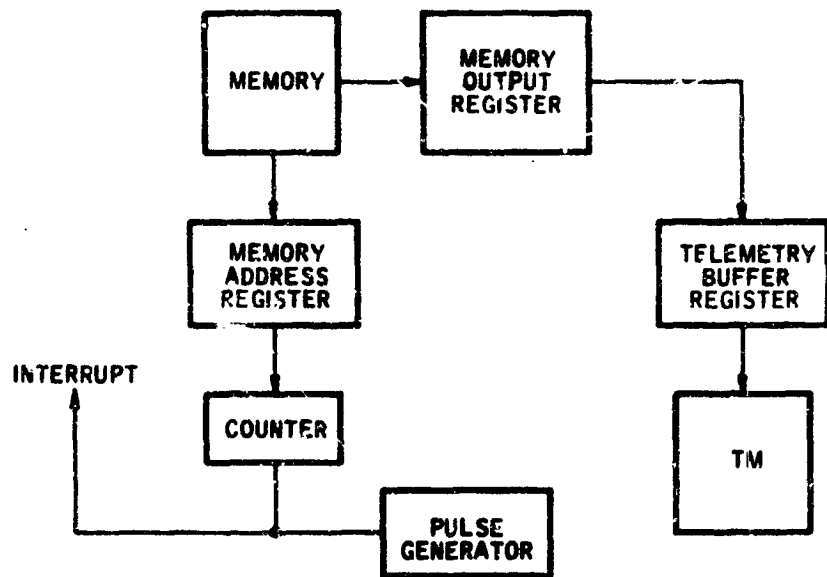 MEMORY
MEMORY
OUTPUT
REGISTER
MEMORY
ADDRESS
REGISTER
TELEMETRY
BUFFER
REGISTER
INTERRUPT
COUNTER
TM
PULSE
GENERATOR